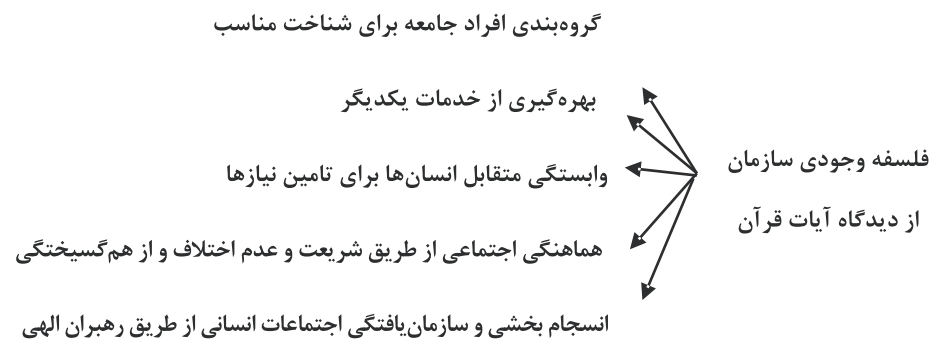 فلسفه وجودی سازمان
از دیدگاه آیات قرآن
گروه‌بندی افراد جامعه برای شناخت مناسب
بهره‌گیری از خدمات یکدیگر
وابستگی متقابل انسان‌ها برای تامین نیازها
هماهنگی اجتماعی از طریق شریعت و عدم اختلاف و از هم‌گسیختگی
انسجام بخشی و سازمان‌یافتگی اجتماعات انسانی از طریق رهبران الهی